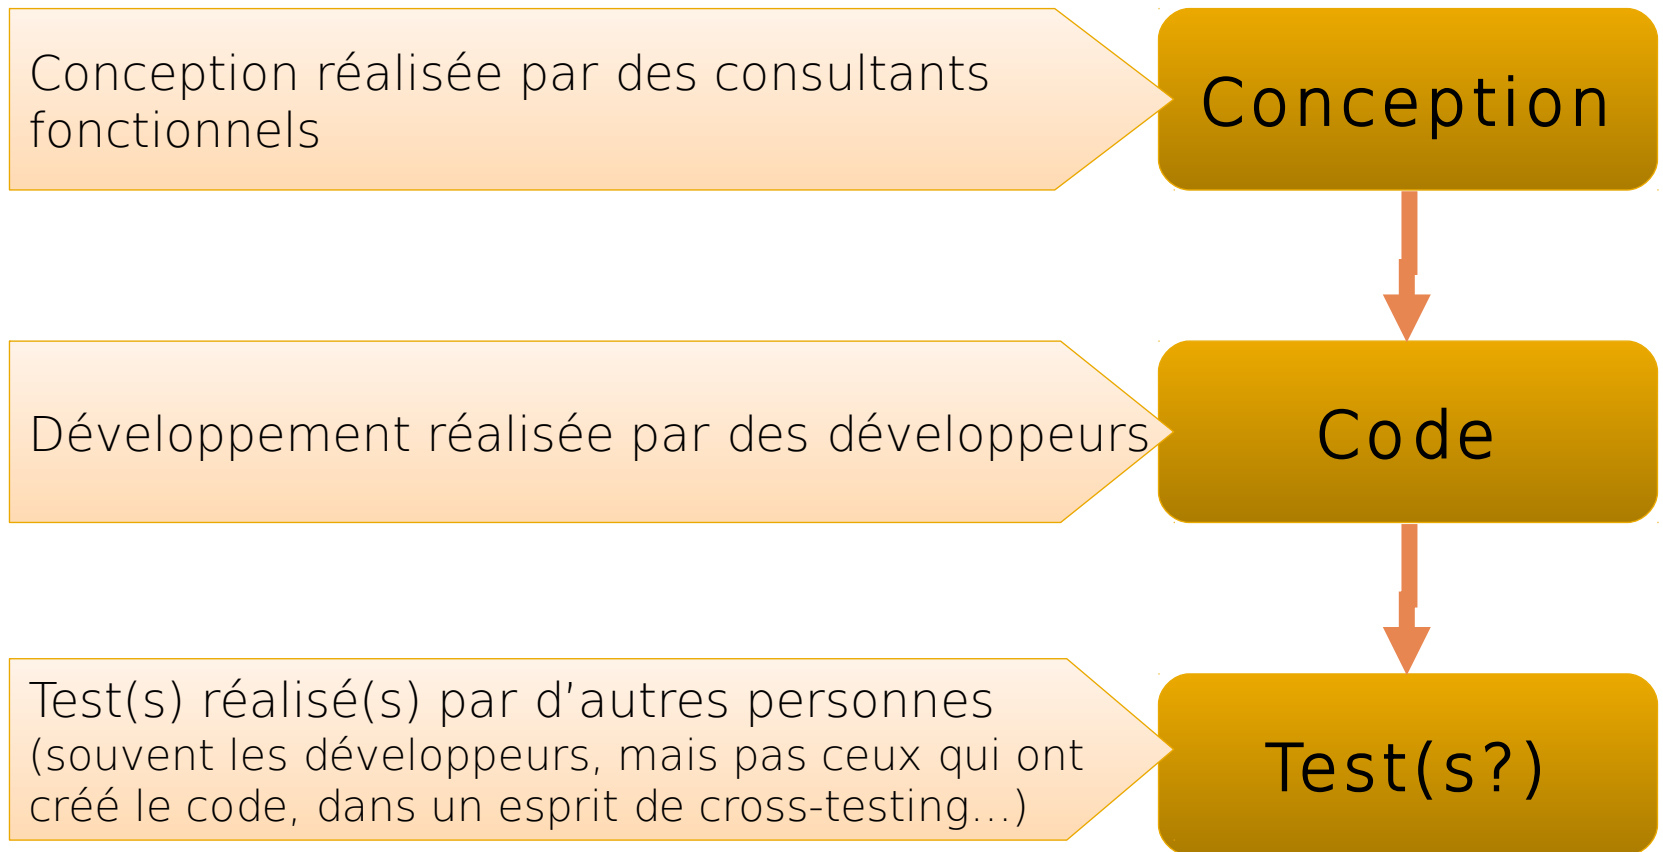 Conception réalisée par des consultants
fonctionnels
Conception
Développement réalisée par des développeurs
Code
Test(s) réalisé(s) par d’autres personnes
(souvent les développeurs, mais pas ceux qui ont
créé le code, dans un esprit de cross-testing...)
Test(s?)